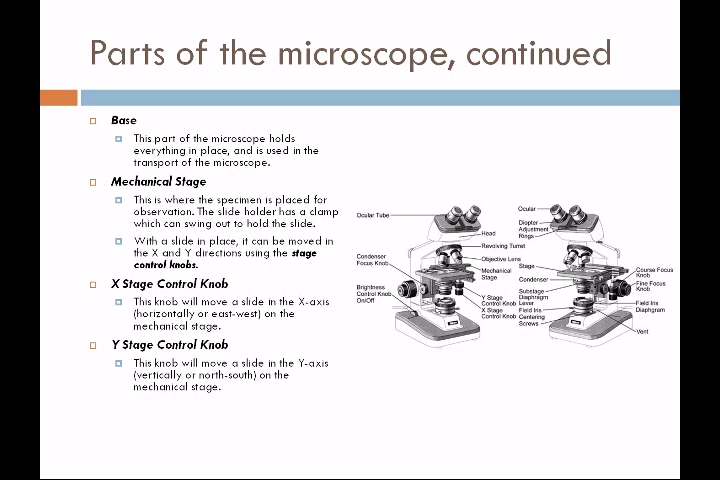 Parts of the microscope, continued
Base
This part of the microscope holds
everything in place, and is used in the
transport of the microscope.
Mechanical Stage
This is where the specimen is placed for
observation. The slide holder has a clamp
which can swing out to hold the slide.
With a slide in place, it can be moved in
the X and Y directions using the stage
control knobs.
X Stage Control Knob
This knob will move a slide in the X-axis
(horizontally or east-west) on the
mechanical stage.
Y Stage Control Knob
This knob will move a slide in the Y-axis
(vertically or north-south) on the
mechanical stage.
Ocular Tube
Head
Revolving Turret
Objective Lens
Condenser
Focus Knob
Mechanical
Stage
Brightness
Control Knob
On/Off
Y Stage
Control Knob
X Stage
Control Knob
Ocular
Diopter
Adjustment
Rings
Stage
Condenser
Substage
Diaphragm
Lever
Field Iris
Centering
Screws
Course Focus
Knob
Fine Focus
Knob
Field Iris
Diaphgram
Vent